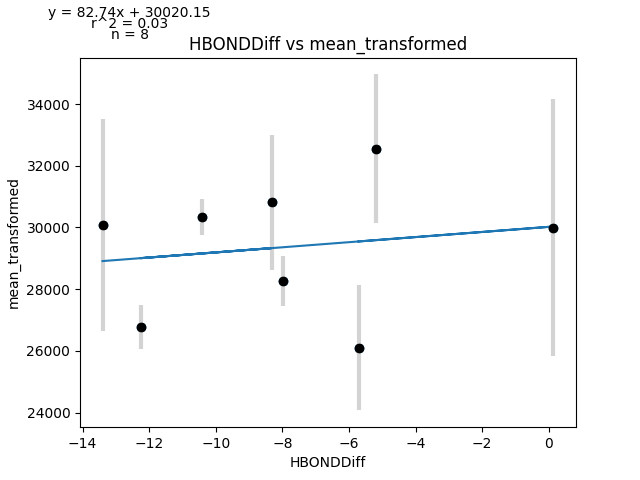 y = 82.74x + 30020.15
r^2 = 0.03
n = 8
HBONDDiff vs mean_transformed
mean_transformed
34000
32000
30000
28000
26000
24000
−14
−12
−10
−8
−6
−4
−2
0
HBONDDiff